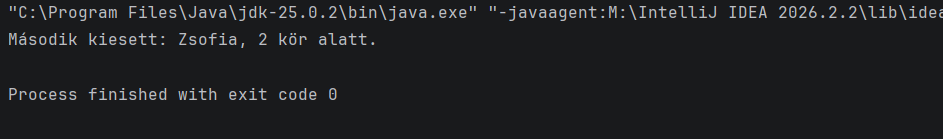 "C:\Program Files\Java\jdk-25.0.2\bin\java.exe" "-javaagent:M:\IntelliJ IDEA 2026.2.2\lib\idea
Második kiesett: Zsofia, 2 kör alatt.
Process finished with exit code 0